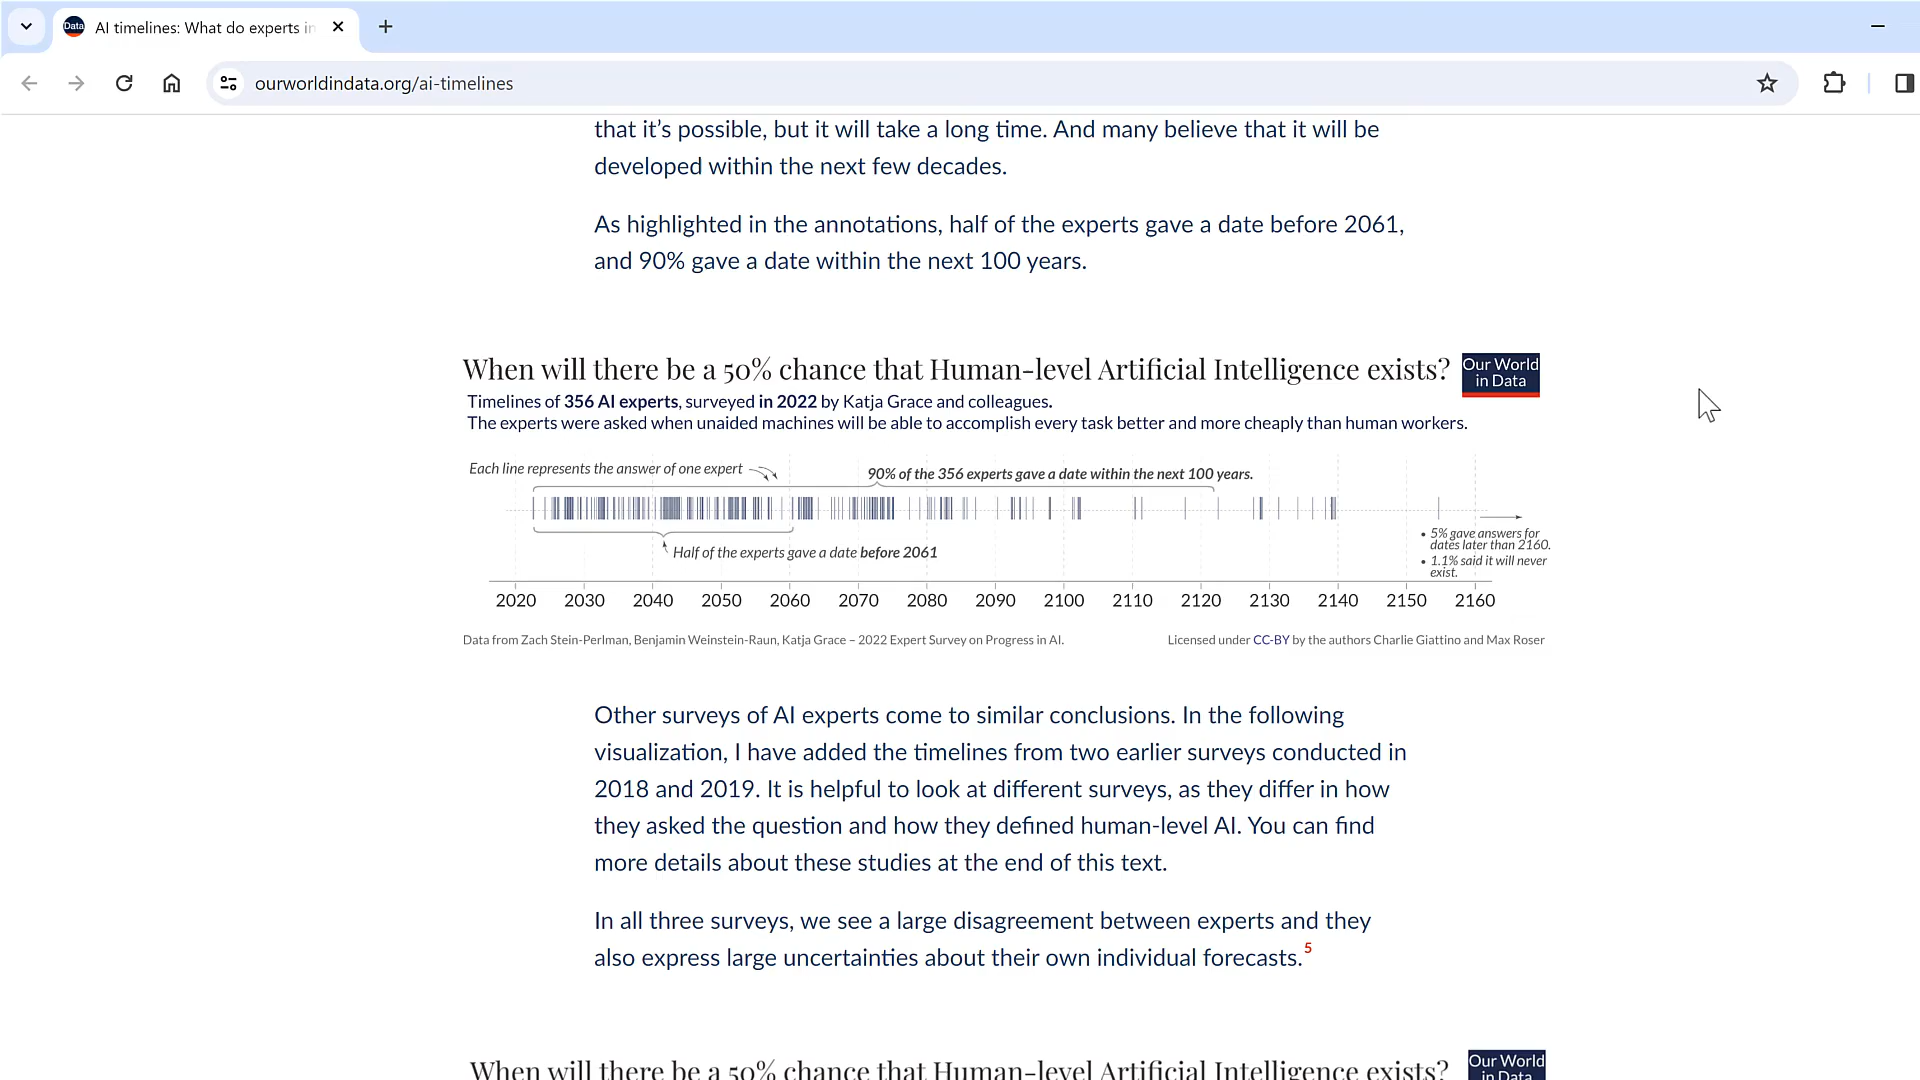 Data
AI timelines: What do experts in
ourworldindata.org/ai-timelines
that it’s possible, but it will take a long time. And many believe that it will be
developed within the next few decades.
As highlighted in the annotations, half of the experts gave a date before 2061,
and 90% gave a date within the next 100 years.
When will there be a 50% chance that Human-level Artificial Intelligence exists?
Our World
in Data
Timelines of 356 AI experts, surveyed in 2022 by Katja Grace and colleagues.
The experts were asked when unaided machines will be able to accomplish every task better and more cheaply than human workers.
Each line represents the answer of one expert
90% of the 356 experts gave a date within the next 100 years.
Half of the experts gave a date before 2061
• 5% gave answers for
dates later than 2160.
• 1.1% said it will never
exist.
2020 2030 2040 2050 2060 2070 2080 2090 2100 2110 2120 2130 2140 2150 2160
Data from Zach Stein-Perlman, Benjamin Weinstein-Raun, Katja Grace – 2022 Expert Survey on Progress in AI.
Licensed under CC-BY by the authors Charlie Giattino and Max Roser
Other surveys of AI experts come to similar conclusions. In the following
visualization, I have added the timelines from two earlier surveys conducted in
2018 and 2019. It is helpful to look at different surveys, as they differ in how
they asked the question and how they defined human-level AI. You can find
more details about these studies at the end of this text.
In all three surveys, we see a large disagreement between experts and they
also express large uncertainties about their own individual forecasts.5
When will there be a 50% chance that Human-level Artificial Intelligence exists?
Our World
in Data